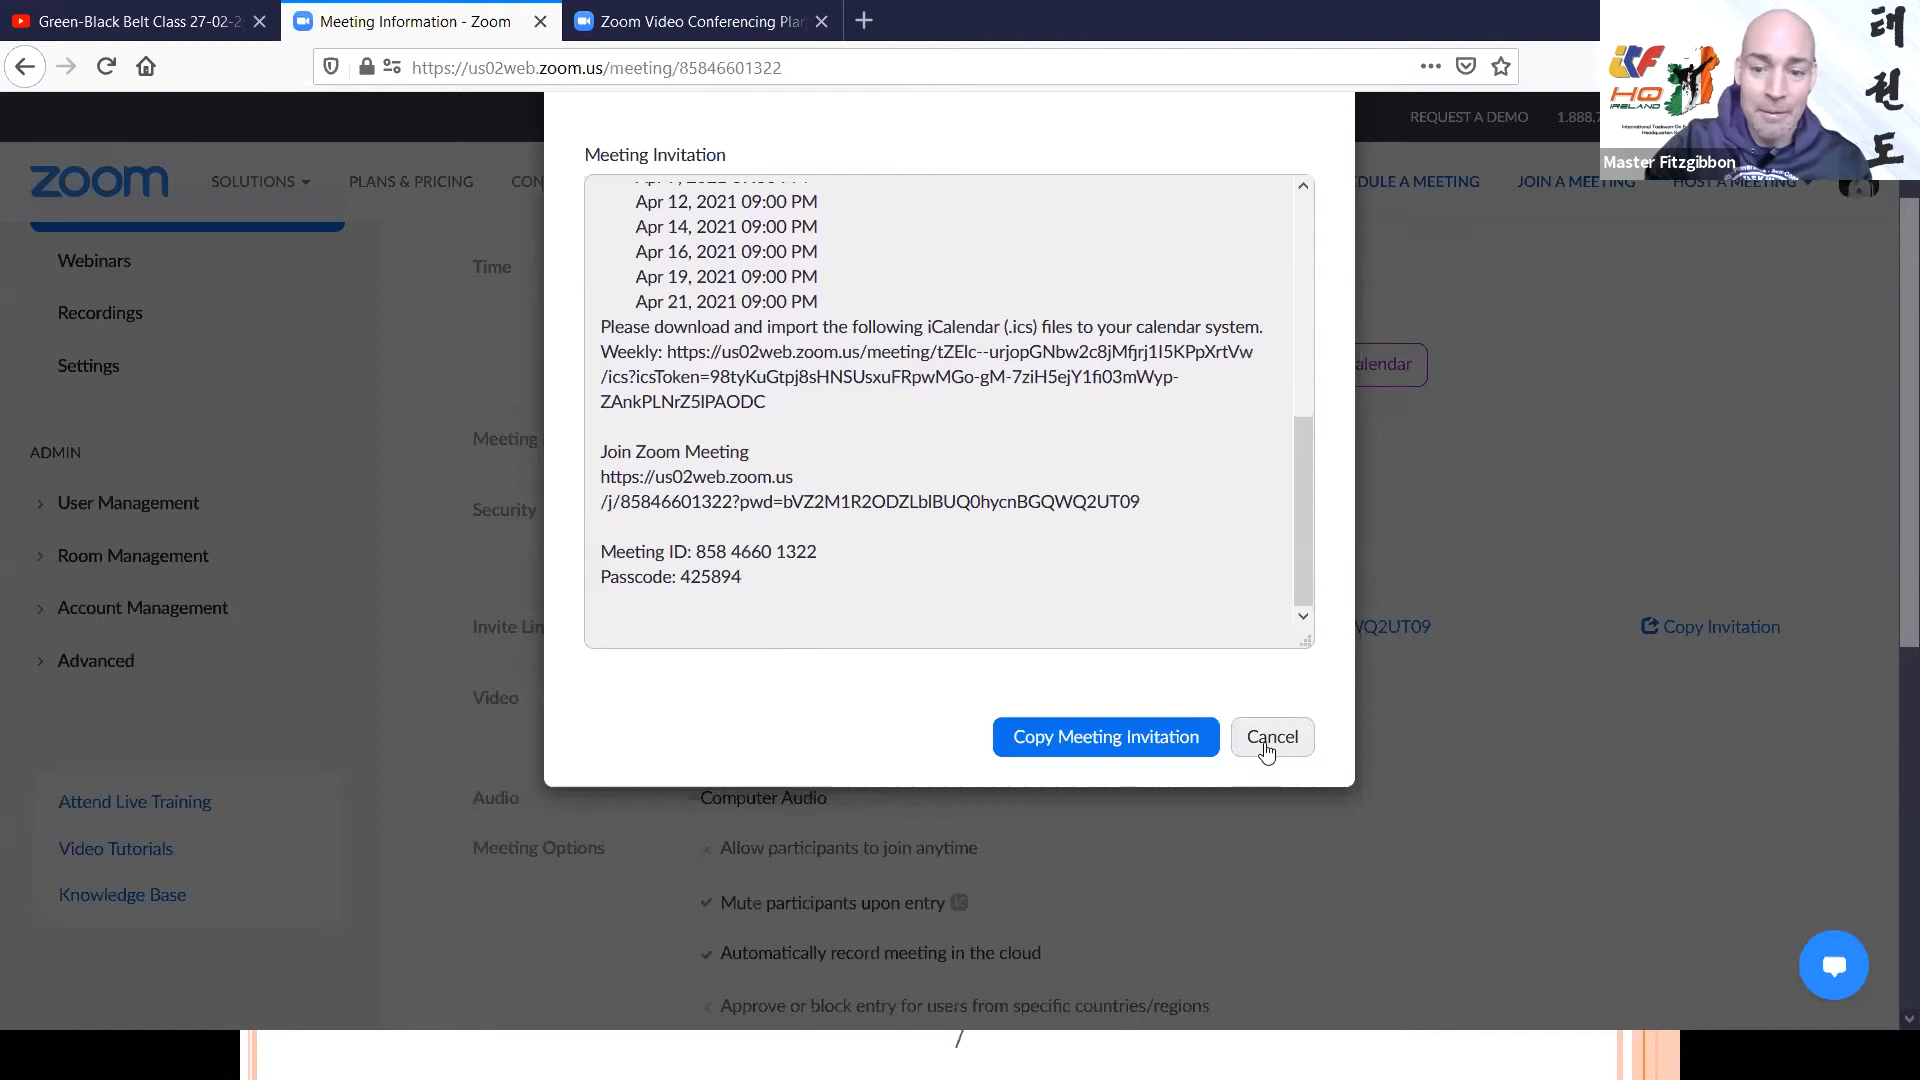 Green-Black Belt Class 27-02-2
Meeting Information - Zoom
Zoom Video Conferencing Plan
https://us02web.zoom.us/meeting/85846601322
REQUEST A DEMO
1.888.7
zoom
SOLUTIONS
PLANS & PRICING
CON
DULE A MEETING
JOIN A MEETING
HOST A MEETING
ITF
HQ
IRELAND
태
권
도
Master Fitzgibbon
Webinars
Recordings
Settings
ADMIN
User Management
Room Management
Account Management
Advanced
Attend Live Training
Video Tutorials
Knowledge Base
Time
Meeting
Security
Invite Lin
Video
Audio
Meeting Options
alendar
WQ2UT09
Copy Invitation
Meeting Invitation
Apr 12, 2021 09:00 PM
Apr 14, 2021 09:00 PM
Apr 16, 2021 09:00 PM
Apr 19, 2021 09:00 PM
Apr 21, 2021 09:00 PM
Please download and import the following iCalendar (.ics) files to your calendar system.
Weekly: https://us02web.zoom.us/meeting/tZElc--urjopGNbw2c8jMfjrj1I5KPpXrtVw
/ics?icsToken=98tyKuGtpj8sHNSUsxuFRpwMGo-gM-7ziH5ejY1fi03mWyp-
ZAnkPLNrZ5lPAODC
Join Zoom Meeting
https://us02web.zoom.us
/j/85846601322?pwd=bVZ2M1R2ODZLblBUQ0hycnBGQWQ2UT09
Meeting ID: 858 4660 1322
Passcode: 425894
Copy Meeting Invitation
Cancel
Computer Audio
Allow participants to join anytime
Mute participants upon entry
Automatically record meeting in the cloud
Approve or block entry for users from specific countries/regions